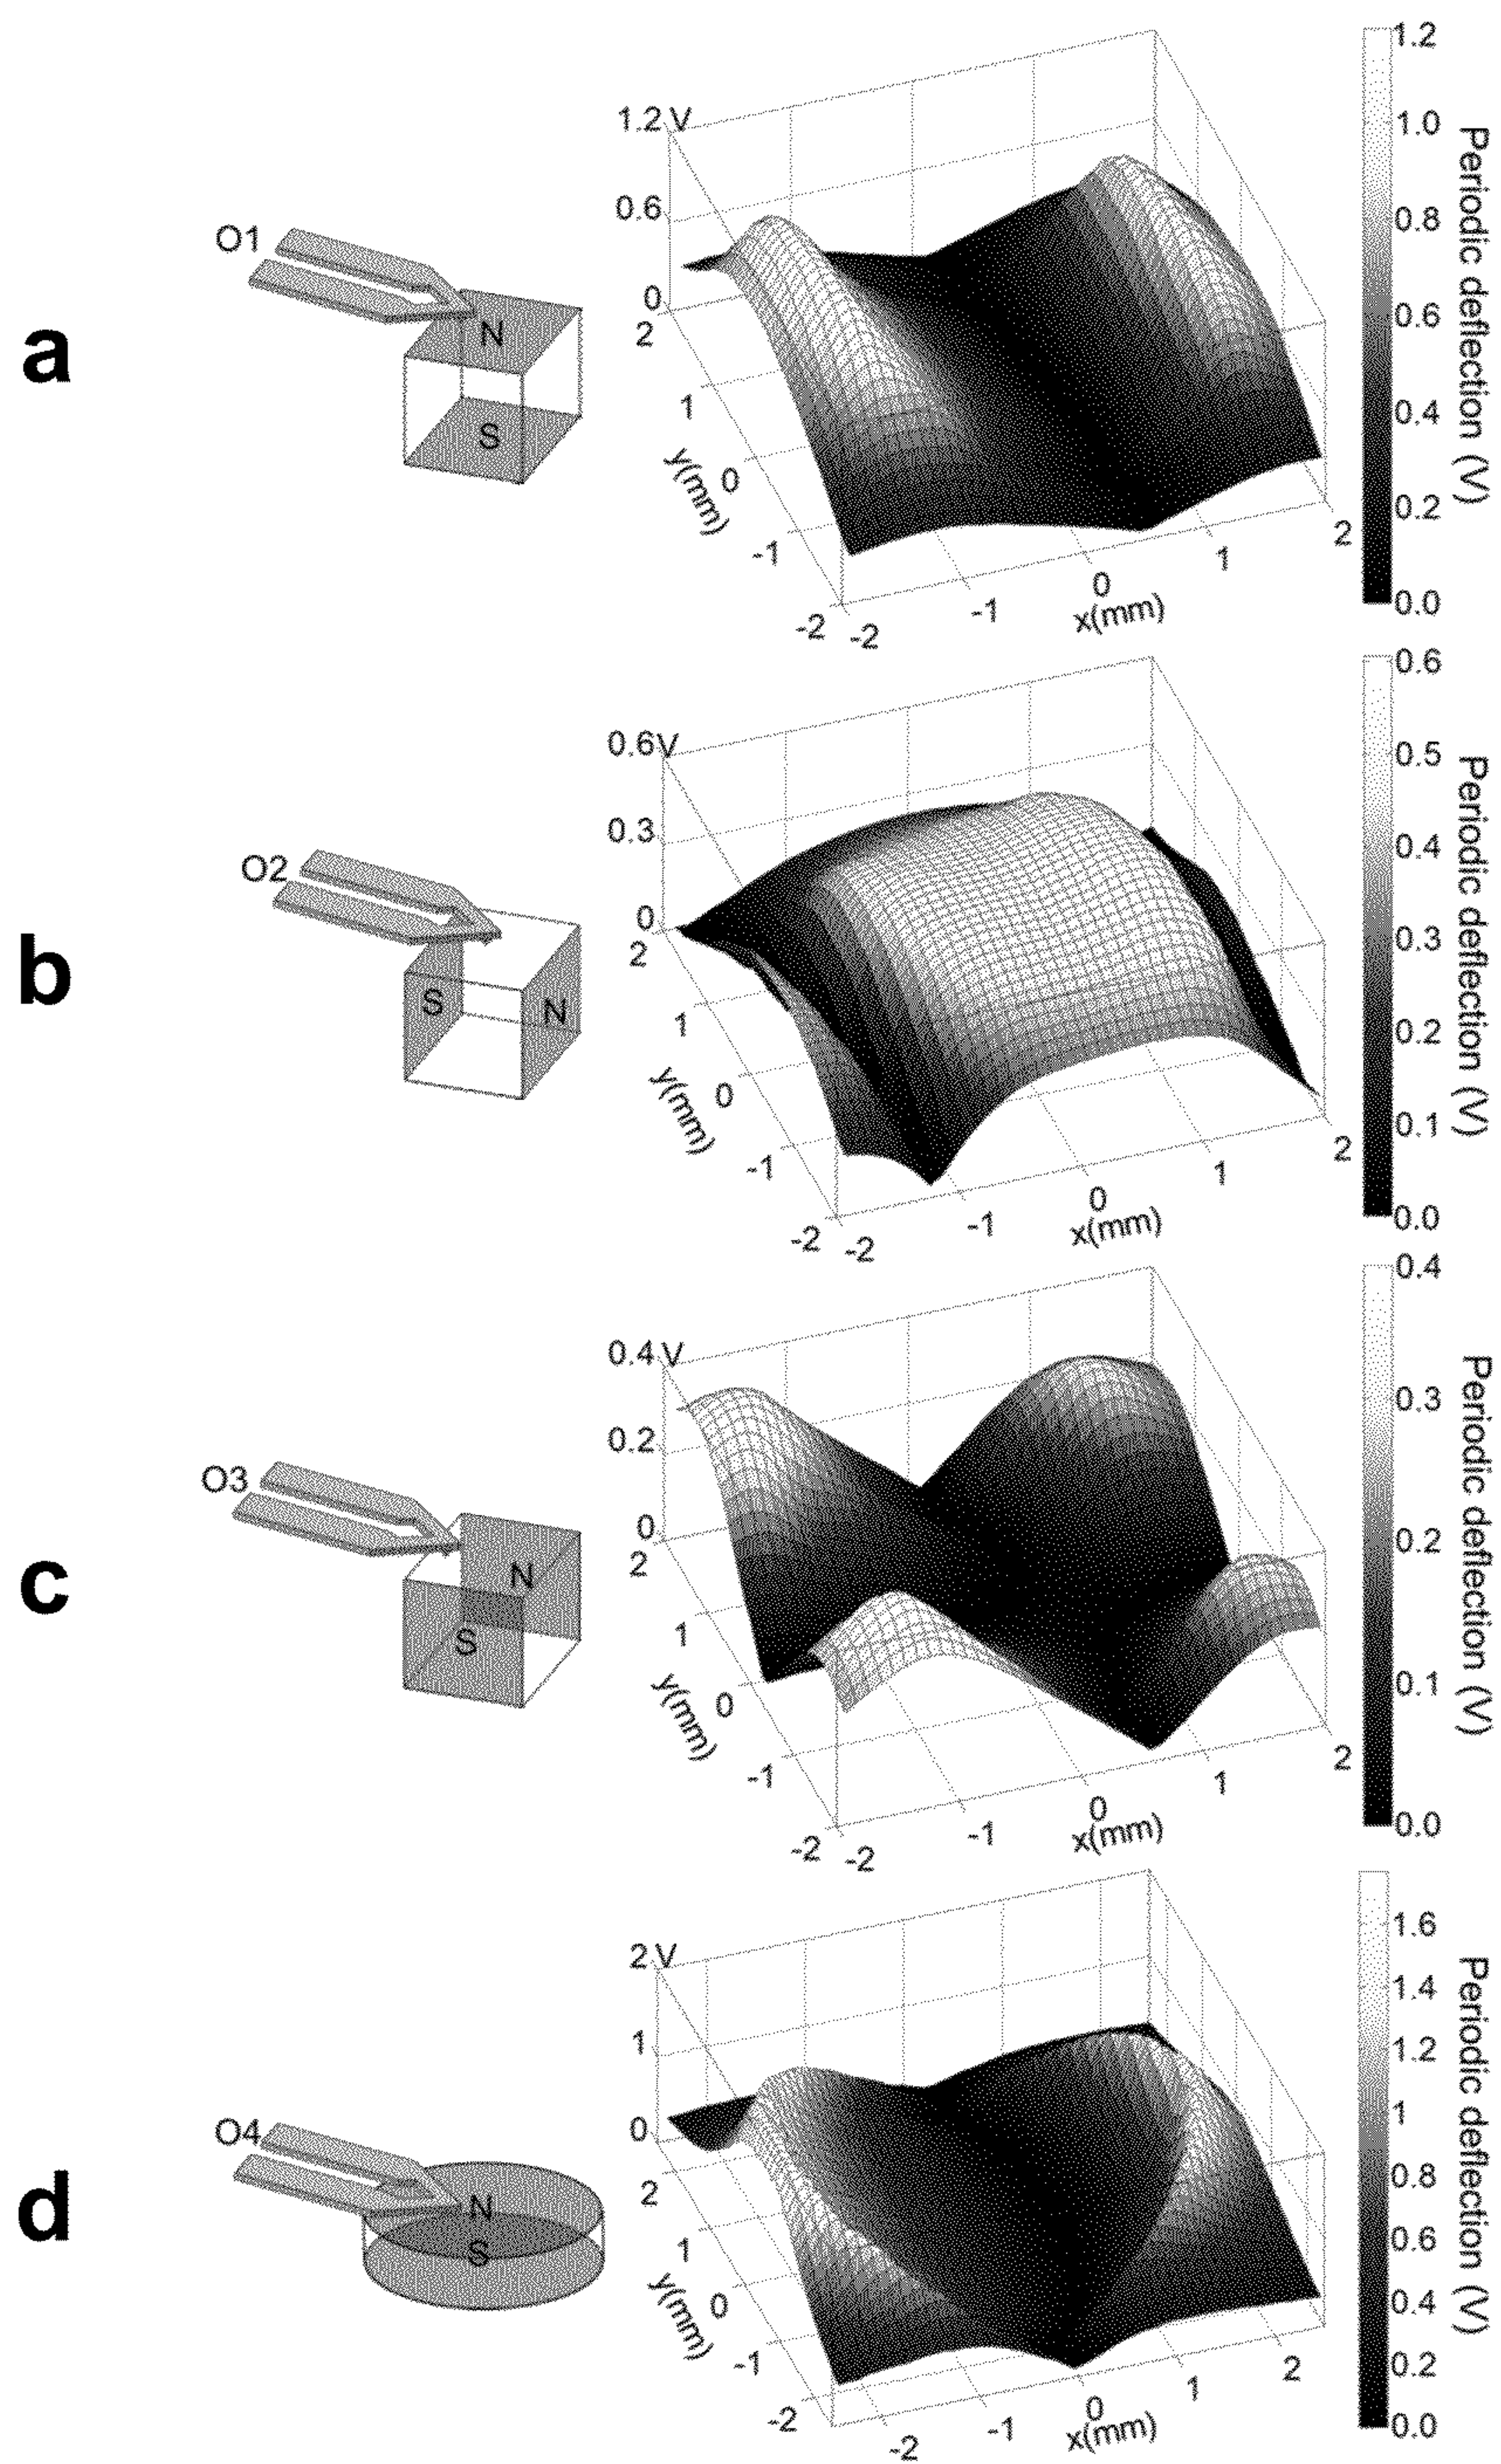 a
O1
N
S
1.2 V
0.6
0
2
1
0
-1
-2
y(mm)
-2
-1
0
1
2
x(mm)
1.2
1.0
0.8
0.6
0.4
0.2
0.0
Periodic deflection (V)
b
O2
S
N
0.6V
0.3
0
2
1
0
-1
-2
y(mm)
-2
-1
0
1
2
x(mm)
0.6
0.5
0.4
0.3
0.2
0.1
0.0
Periodic deflection (V)
c
O3
N
S
0.4 V
0.2
0
2
1
0
-1
-2
y(mm)
-2
-1
0
1
2
x(mm)
0.4
0.3
0.2
0.1
0.0
Periodic deflection (V)
d
O4
N
S
2 V
1
0
2
1
0
-1
-2
y(mm)
-2
-1
0
1
2
x(mm)
1.6
1.4
1.2
1
0.8
0.6
0.4
0.2
0.0
Periodic deflection (V)